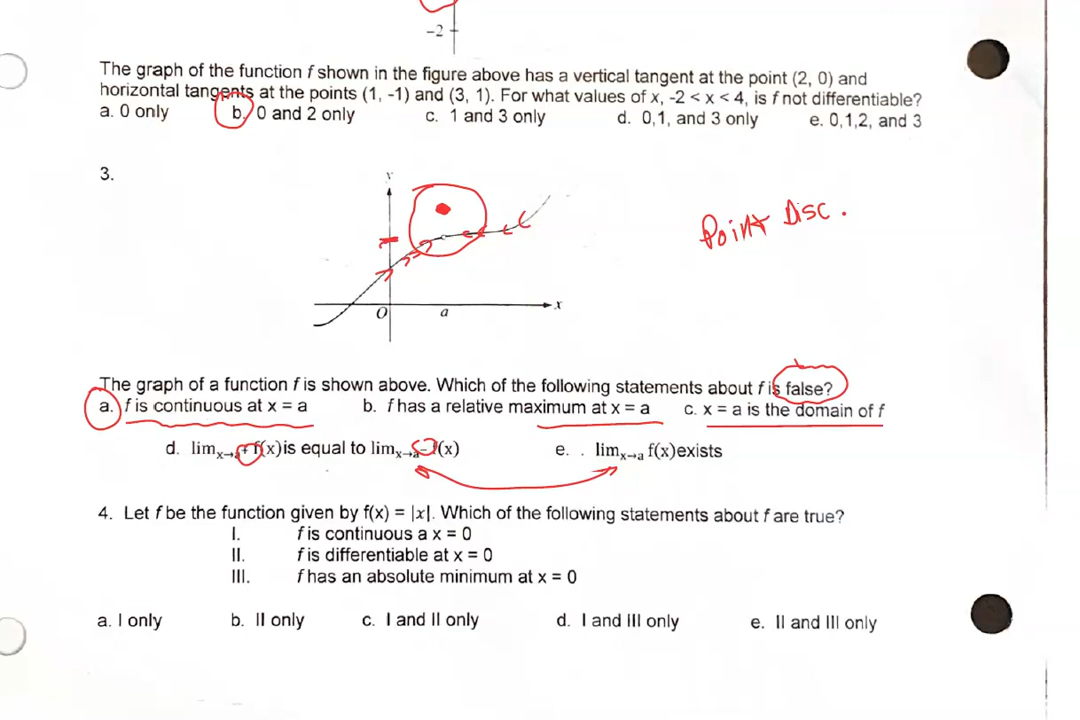 -2
The graph of the function f shown in the figure above has a vertical tangent at the point (2, 0) and
horizontal tangents at the points (1, -1) and (3, 1). For what values of x, -2 < x < 4, is f not differentiable?
a. 0 only b. 0 and 2 only c. 1 and 3 only d. 0,1, and 3 only e. 0,1,2, and 3
3.
y
Point Disc.
O a x
The graph of a function f is shown above. Which of the following statements about f is false?
a. f is continuous at x = a b. f has a relative maximum at x = a c. x = a is the domain of f
d. limₓ→ₐ+ f(x)is equal to limₓ→ₐ- f(x) e. . limₓ→ₐ f(x)exists
4. Let f be the function given by f(x) = |x|. Which of the following statements about f are true?
I. f is continuous a x = 0
II. f is differentiable at x = 0
III. f has an absolute minimum at x = 0
a. I only b. II only c. I and II only d. I and III only e. II and III only